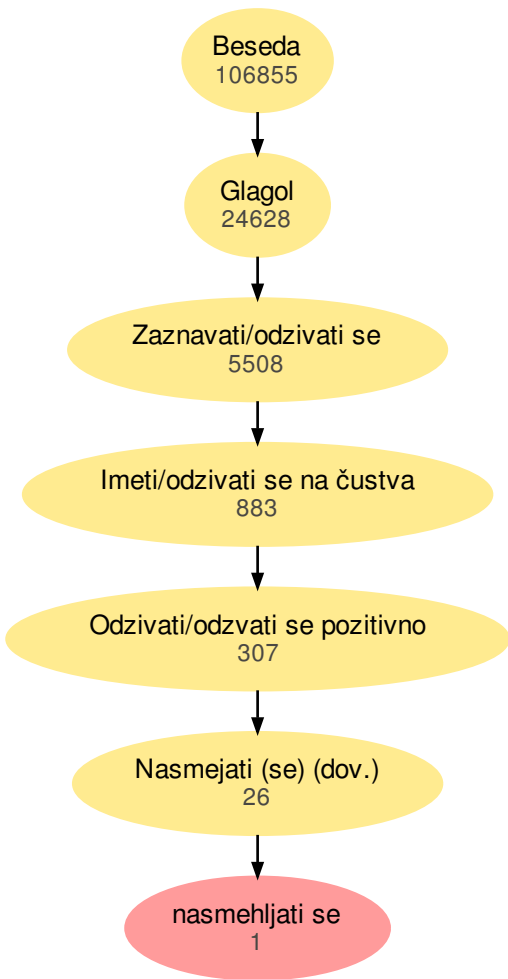 Beseda
106855
Glagol
24628
Zaznavati/odzivati se
5508
Imeti/odzivati se na čustva
883
Odzivati/odzvati se pozitivno
307
Nasmejati (se) (dov.)
26
nasmehljati se
1